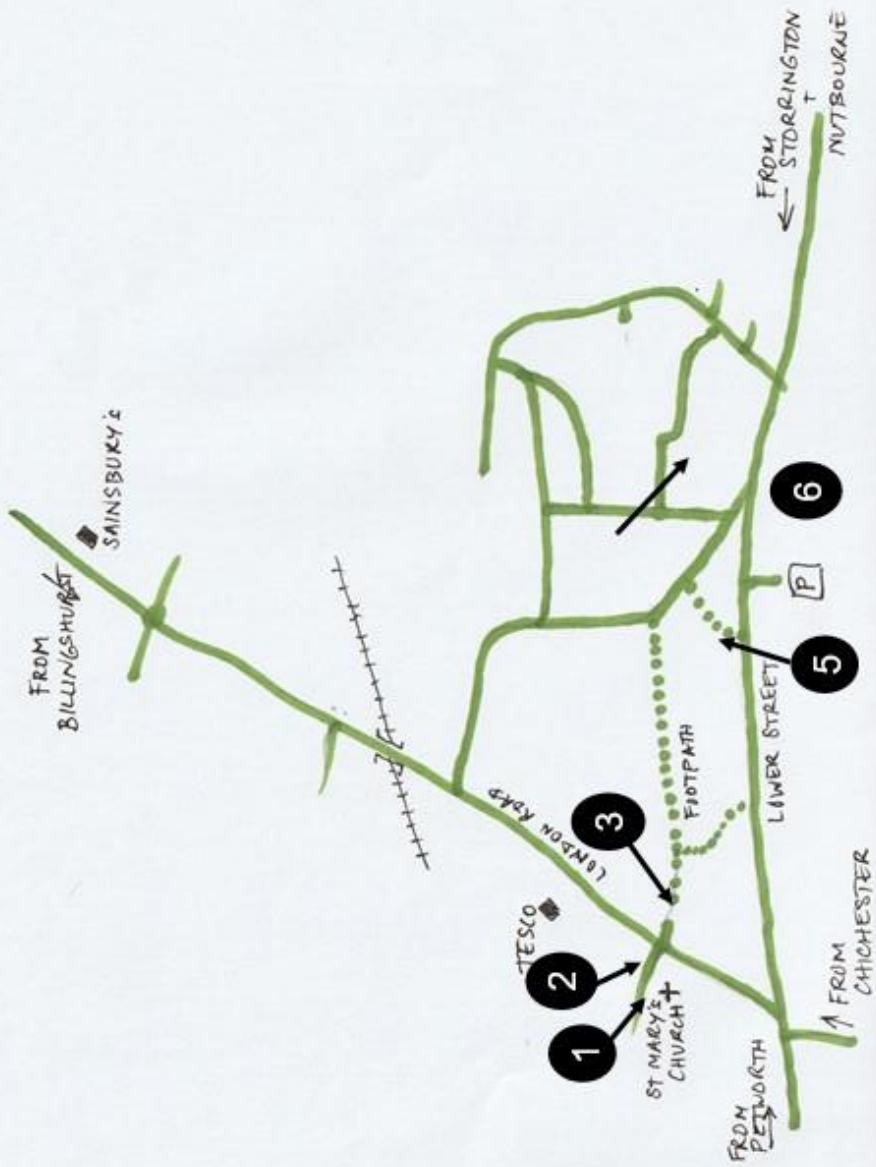 FROM
BILLINGSHURST
SAINSBURY's
LONDON ROAD
TESCO
2
1
3
ST MARY's
CHURCH
FOOTPATH
LOWER STREET
5
P
6
FROM
PETWORTH
FROM
CHICHESTER
FROM
STORRINGTON
+
NUTBOURNE